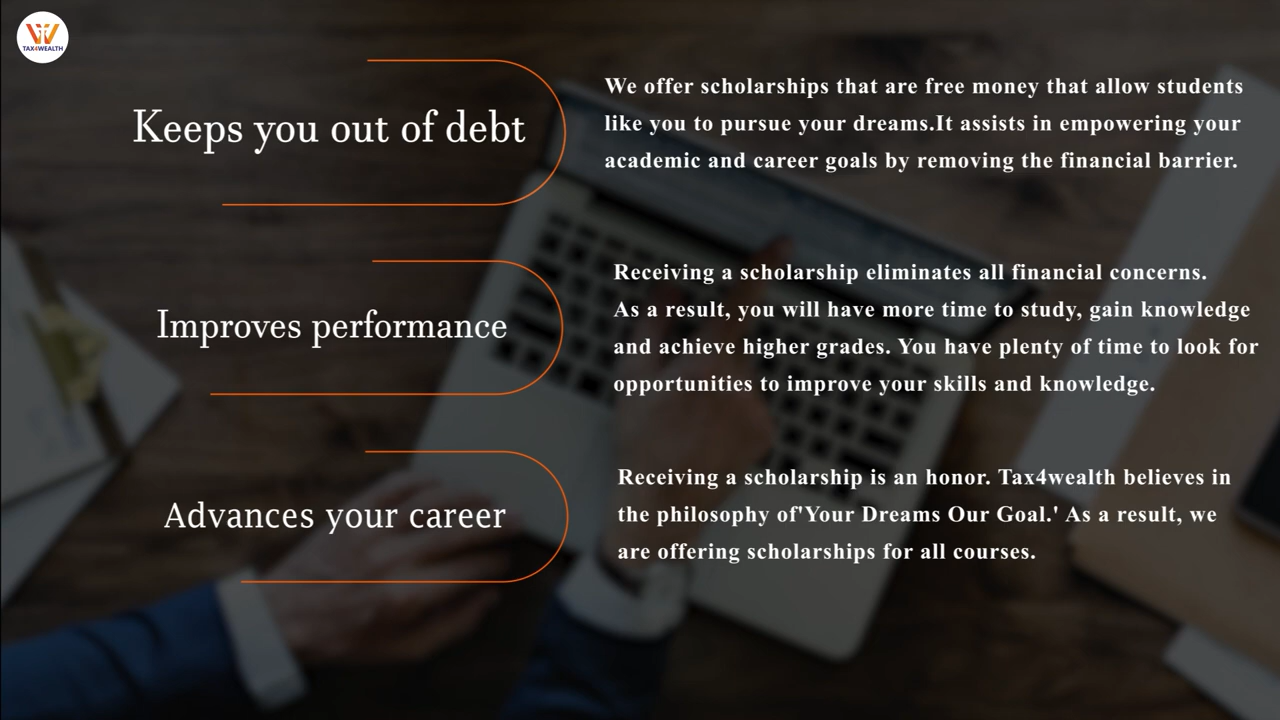 TAX4WEALTH
Keeps you out of debt
We offer scholarships that are free money that allow students
like you to pursue your dreams.It assists in empowering your
academic and career goals by removing the financial barrier.
Improves performance
Receiving a scholarship eliminates all financial concerns.
As a result, you will have more time to study, gain knowledge
and achieve higher grades. You have plenty of time to look for
opportunities to improve your skills and knowledge.
Advances your career
Receiving a scholarship is an honor. Tax4wealth believes in
the philosophy of'Your Dreams Our Goal.' As a result, we
are offering scholarships for all courses.